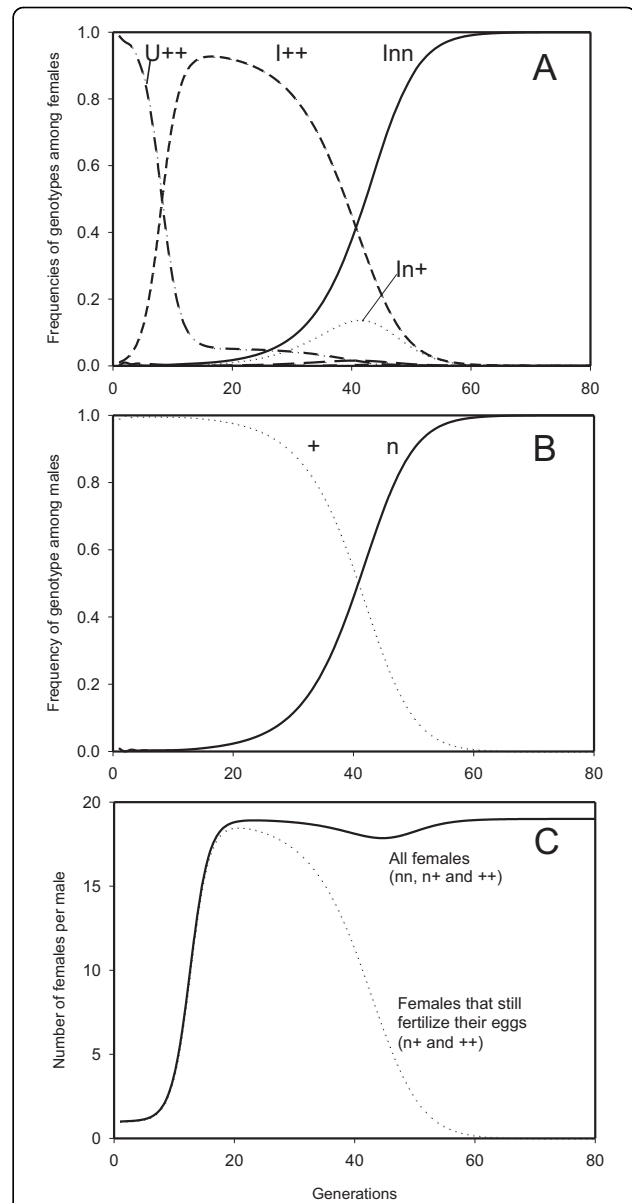 Frequencies of genotypes among females
1.0
0.8
0.6
0.4
0.2
0.0
U++
I++
Inn
A
In+
0
20
40
60
80
Frequency of genotype among males
1.0
0.8
0.6
0.4
0.2
0.0
+
n
B
0
20
40
60
80
Number of females per male
20
15
10
5
0
C
All females
(nn, n+ and ++)
Females that still
fertilize their eggs
(n+ and ++)
0
20
40
60
80
Generations